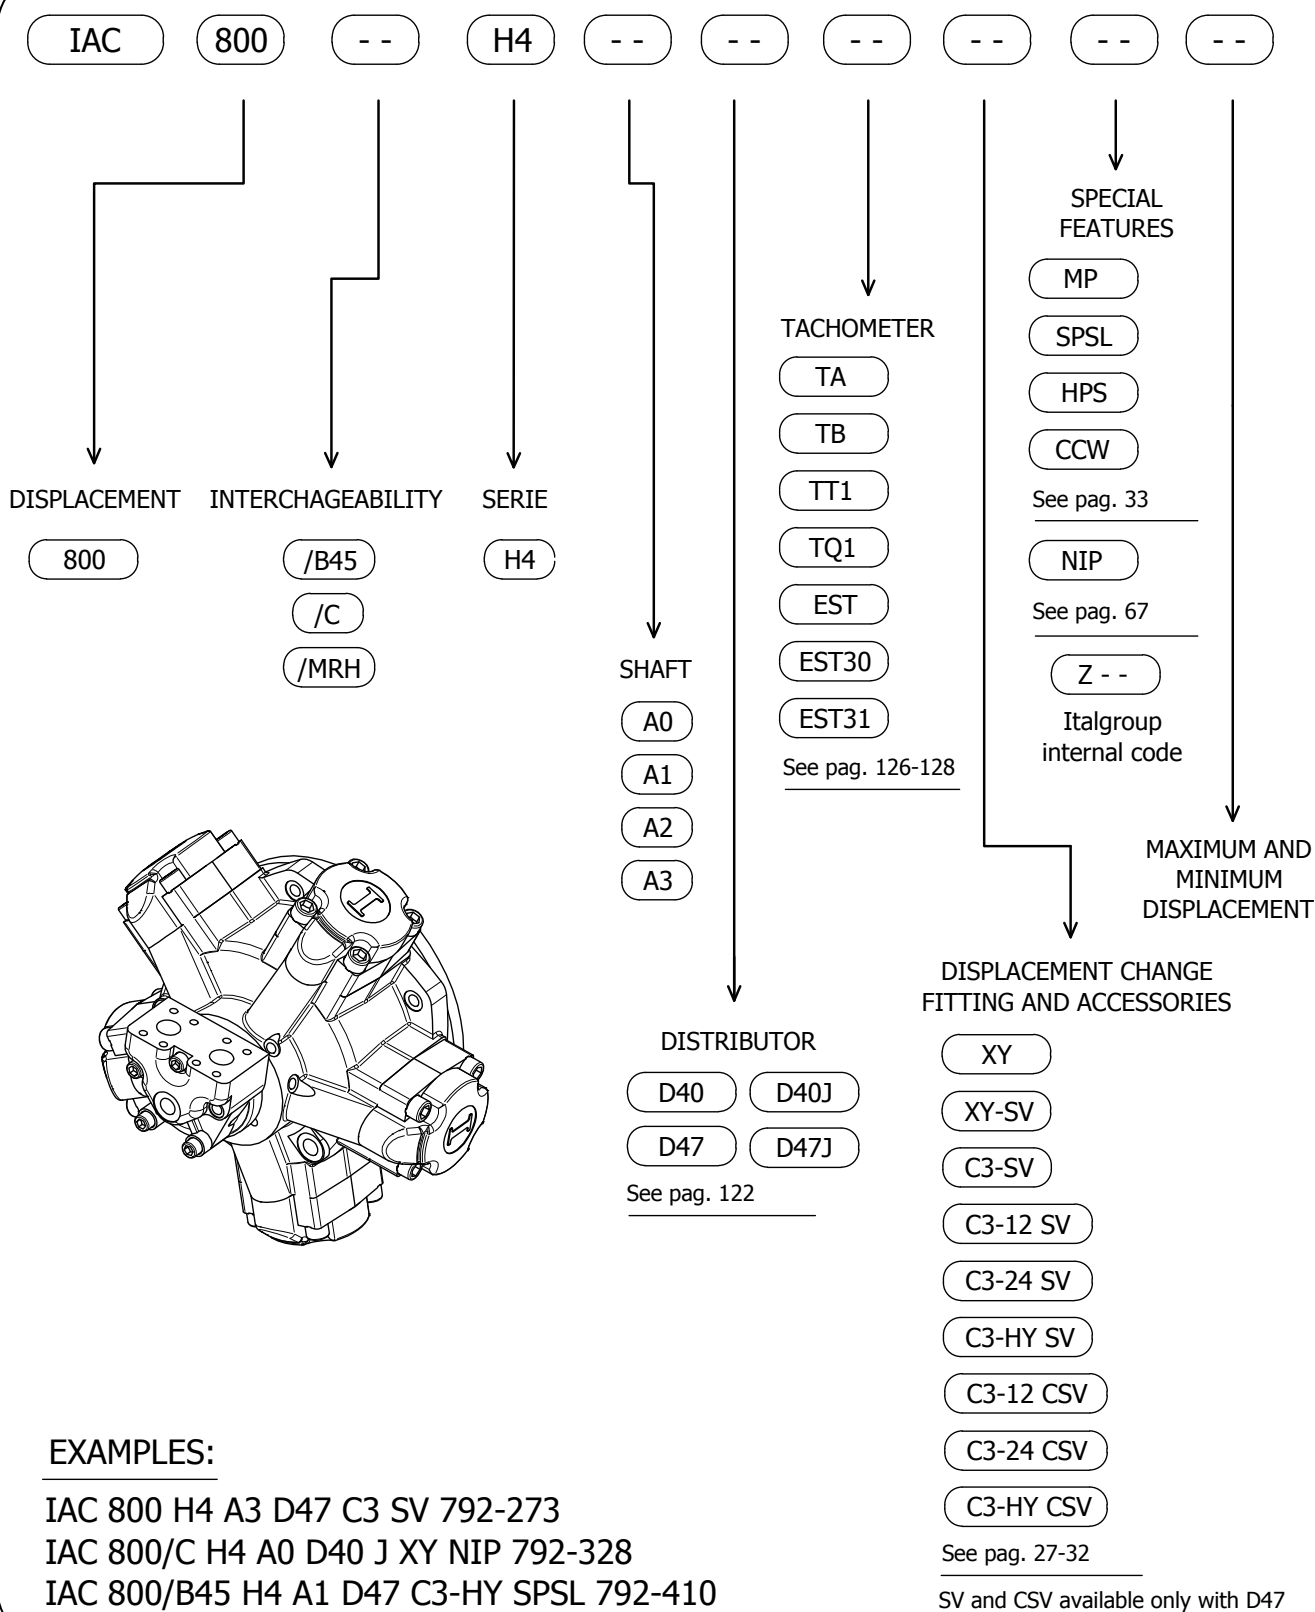 IAC 800 - - H4 - - - - - - - - - - - -
SPECIAL
FEATURES
MP
SPSL
HPS
CCW
See pag. 33
NIP
See pag. 67
Z - -
Italgroup
internal code
TACHOMETER
TA
TB
TT1
TQ1
EST
EST30
EST31
See pag. 126-128
DISPLACEMENT
800
INTERCHAGEABILITY
/B45
/C
/MRH
SERIE
H4
SHAFT
A0
A1
A2
A3
MAXIMUM AND
MINIMUM
DISPLACEMENT
DISTRIBUTOR
D40 D40J
D47 D47J
See pag. 122
DISPLACEMENT CHANGE
FITTING AND ACCESSORIES
XY
XY-SV
C3-SV
C3-12 SV
C3-24 SV
C3-HY SV
C3-12 CSV
C3-24 CSV
C3-HY CSV
See pag. 27-32
SV and CSV available only with D47
EXAMPLES:
IAC 800 H4 A3 D47 C3 SV 792-273
IAC 800/C H4 A0 D40 J XY NIP 792-328
IAC 800/B45 H4 A1 D47 C3-HY SPSL 792-410